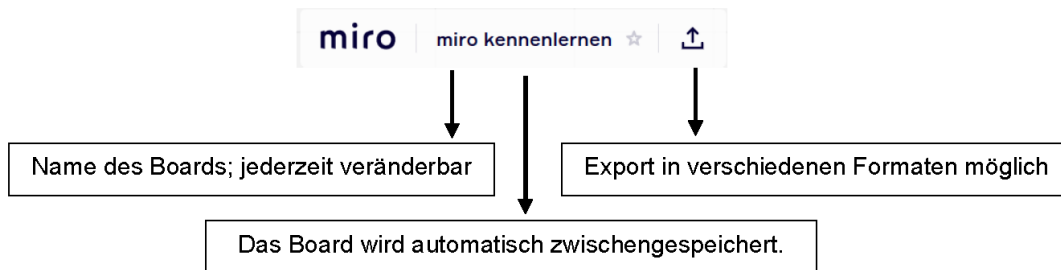 miro
miro kennenlernen
Name des Boards; jederzeit veränderbar
Export in verschiedenen Formaten möglich
Das Board wird automatisch zwischengespeichert.